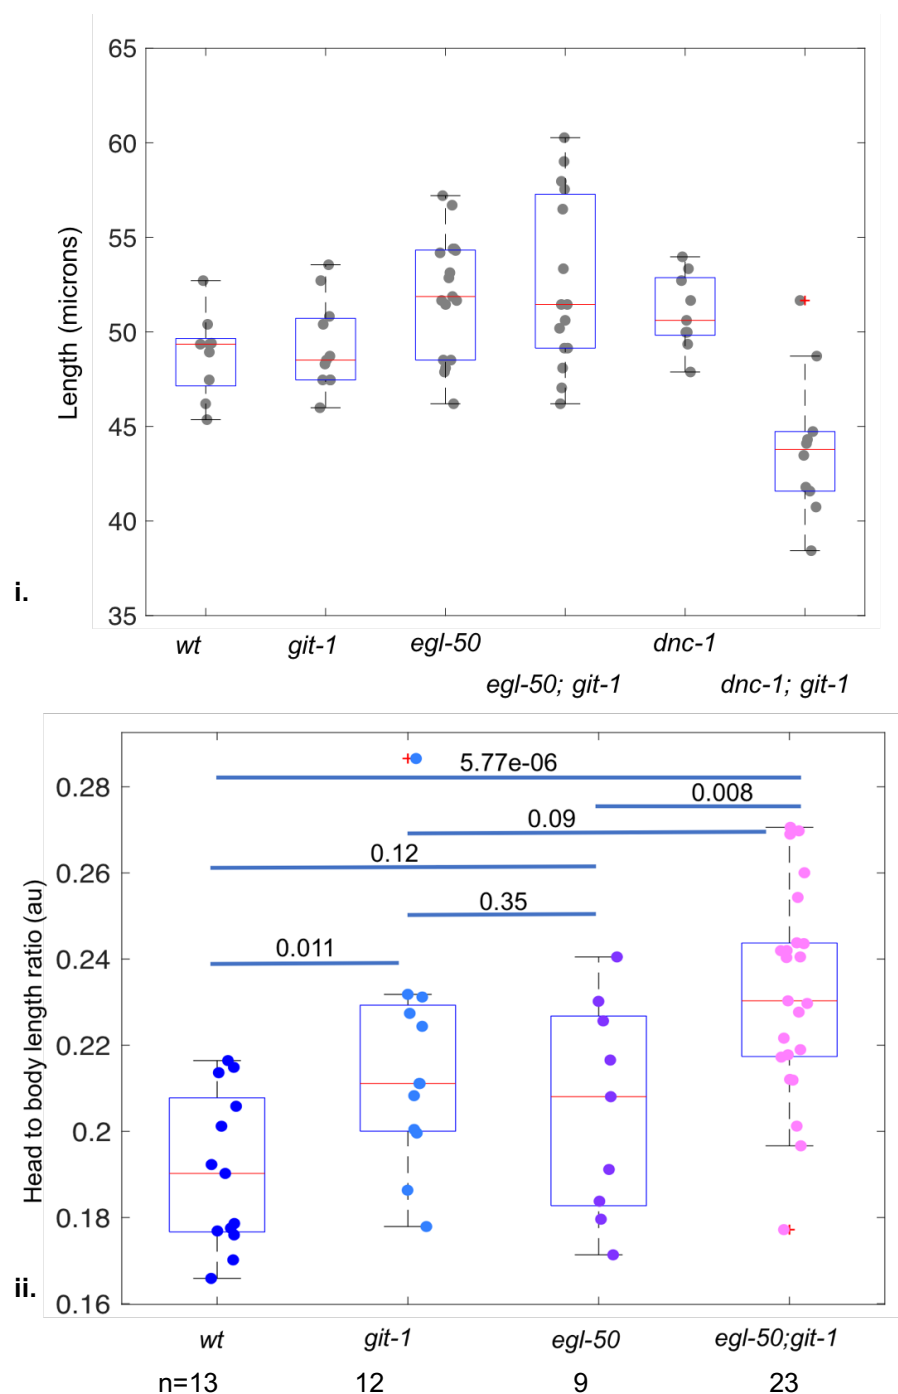 65
60
55
50
45
40
35
Length (microns)
i.
wt git-1 egl-50 dnc-1
egl-50; git-1 dnc-1; git-1
5.77e-06
0.28
0.008
0.09
0.26
0.12
0.35
0.24
0.011
0.22
0.2
0.18
0.16
Head to body length ratio (au)
ii.
wt git-1 egl-50 egl-50;git-1
n=13 12 9 23